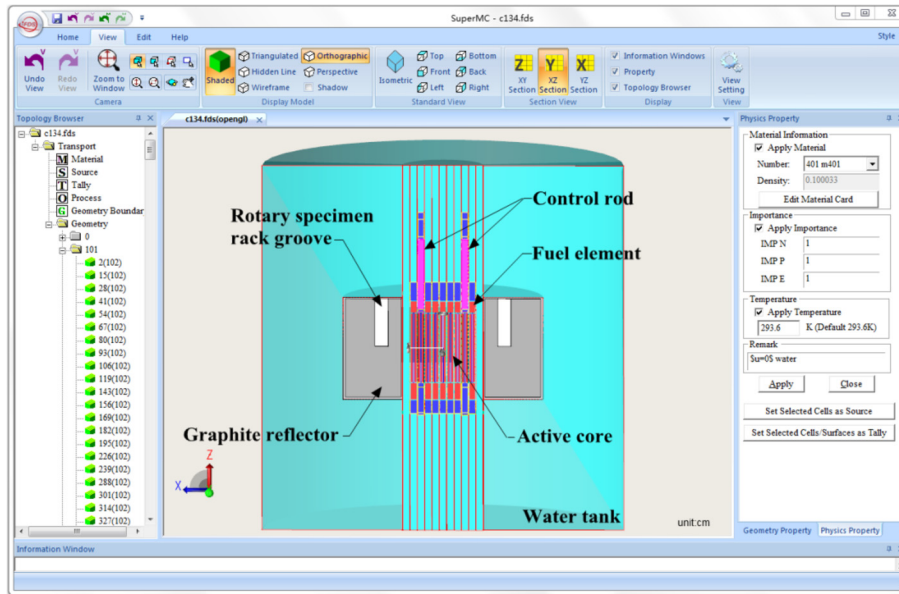 SuperMC - c134.fds
Home View Edit Help Style
Undo View
Redo View
Zoom to Window
Camera
Shaded
Triangulated
Hidden Line
Wireframe
Orthographic
Perspective
Shadow
Display Model
Isometric
Top
Front
Left
Bottom
Back
Right
Standard View
XY Section
XZ Section
YZ Section
Section View
Information Windows
Property
Topology Browser
Display
View Setting
View
Topology Browser
c134.fds
Transport
M Material
S Source
T Tally
O Process
G Geometry Boundar
Geometry
0
101
2(102)
15(102)
28(102)
41(102)
54(102)
67(102)
80(102)
93(102)
106(102)
119(102)
143(102)
156(102)
169(102)
182(102)
195(102)
226(102)
239(102)
288(102)
301(102)
314(102)
327(102)
c134.fds(opengl)
Rotary specimen
rack groove
Control rod
Fuel element
Graphite reflector
Active core
Water tank
unit:cm
Z
X
Physics Property
Material Information
Apply Material
Number: 401 m401
Density: 0.100033
Edit Material Card
Importance
Apply Importance
IMP N 1
IMP P 1
IMP E 1
Temperature
Apply Temperature
293.6 K (Default 293.6K)
Remark
$u=0$ water
Apply Close
Set Selected Cells as Source
Set Selected Cells/Surfaces as Tally
Geometry Property Physics Property
Information Window